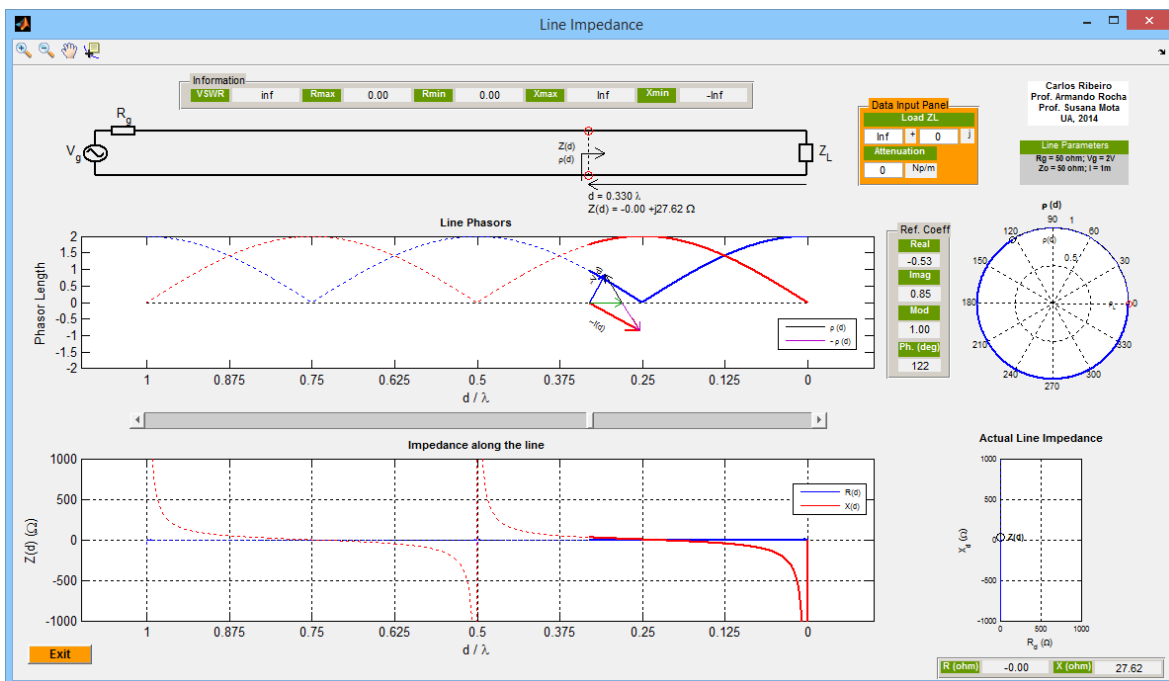 Line Impedance
Information
VSWR inf Rmax 0.00 Rmin 0.00 Xmax Inf Xmin -Inf
Carlos Ribeiro
Prof. Armando Rocha
Prof. Susana Mota
UA, 2014
Data Input Panel
Load ZL
Inf + 0 j
Attenuation
0 Np/m
Line Parameters
Rg = 50 ohm; Vg = 2V
Zo = 50 ohm; l = 1m
Rg
Vg
Z(d)
ρ(d)
ZL
d = 0.330 λ
Z(d) = -0.00 +j27.62 Ω
Line Phasors
Phasor Length
2
1.5
1
0.5
0
-0.5
-1
-1.5
-2
V(d)
-I(d)
ρ (d)
- ρ (d)
1 0.875 0.75 0.625 0.5 0.375 0.25 0.125 0
d / λ
Ref. Coeff
Real
-0.53
Imag
0.85
Mod
1.00
Ph. (deg)
122
ρ (d)
90 1
120 60
ρ(d)
150 0.5 30
180 ρL 0
210 330
240 300
270
Impedance along the line
Z(d) (Ω)
1000
500
0
-500
-1000
R(d)
X(d)
1 0.875 0.75 0.625 0.5 0.375 0.25 0.125 0
d / λ
Actual Line Impedance
Xd (Ω)
1000
500
0 Z(d)
-500
-1000
0 500 1000
Rd (Ω)
Exit
R (ohm) -0.00 X (ohm) 27.62